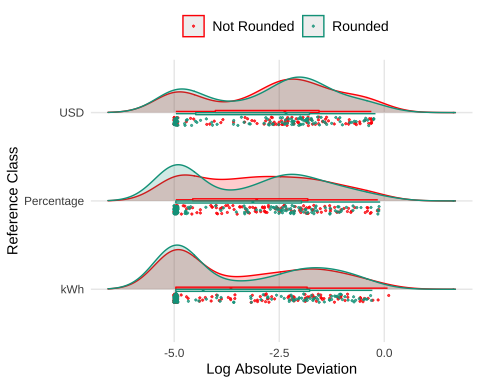 Not Rounded Rounded
USD
Percentage
kWh
Reference Class
-5.0 -2.5 0.0
Log Absolute Deviation